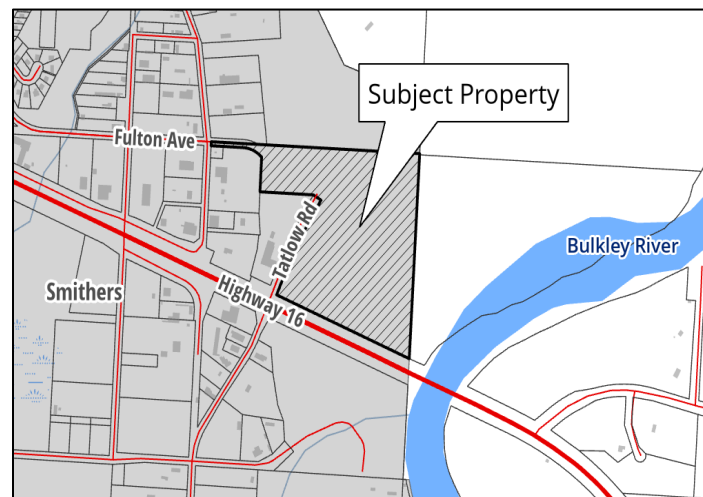 Subject Property
Fulton Ave
Tatlow Rd
Bulkley River
Smithers
Highway 16